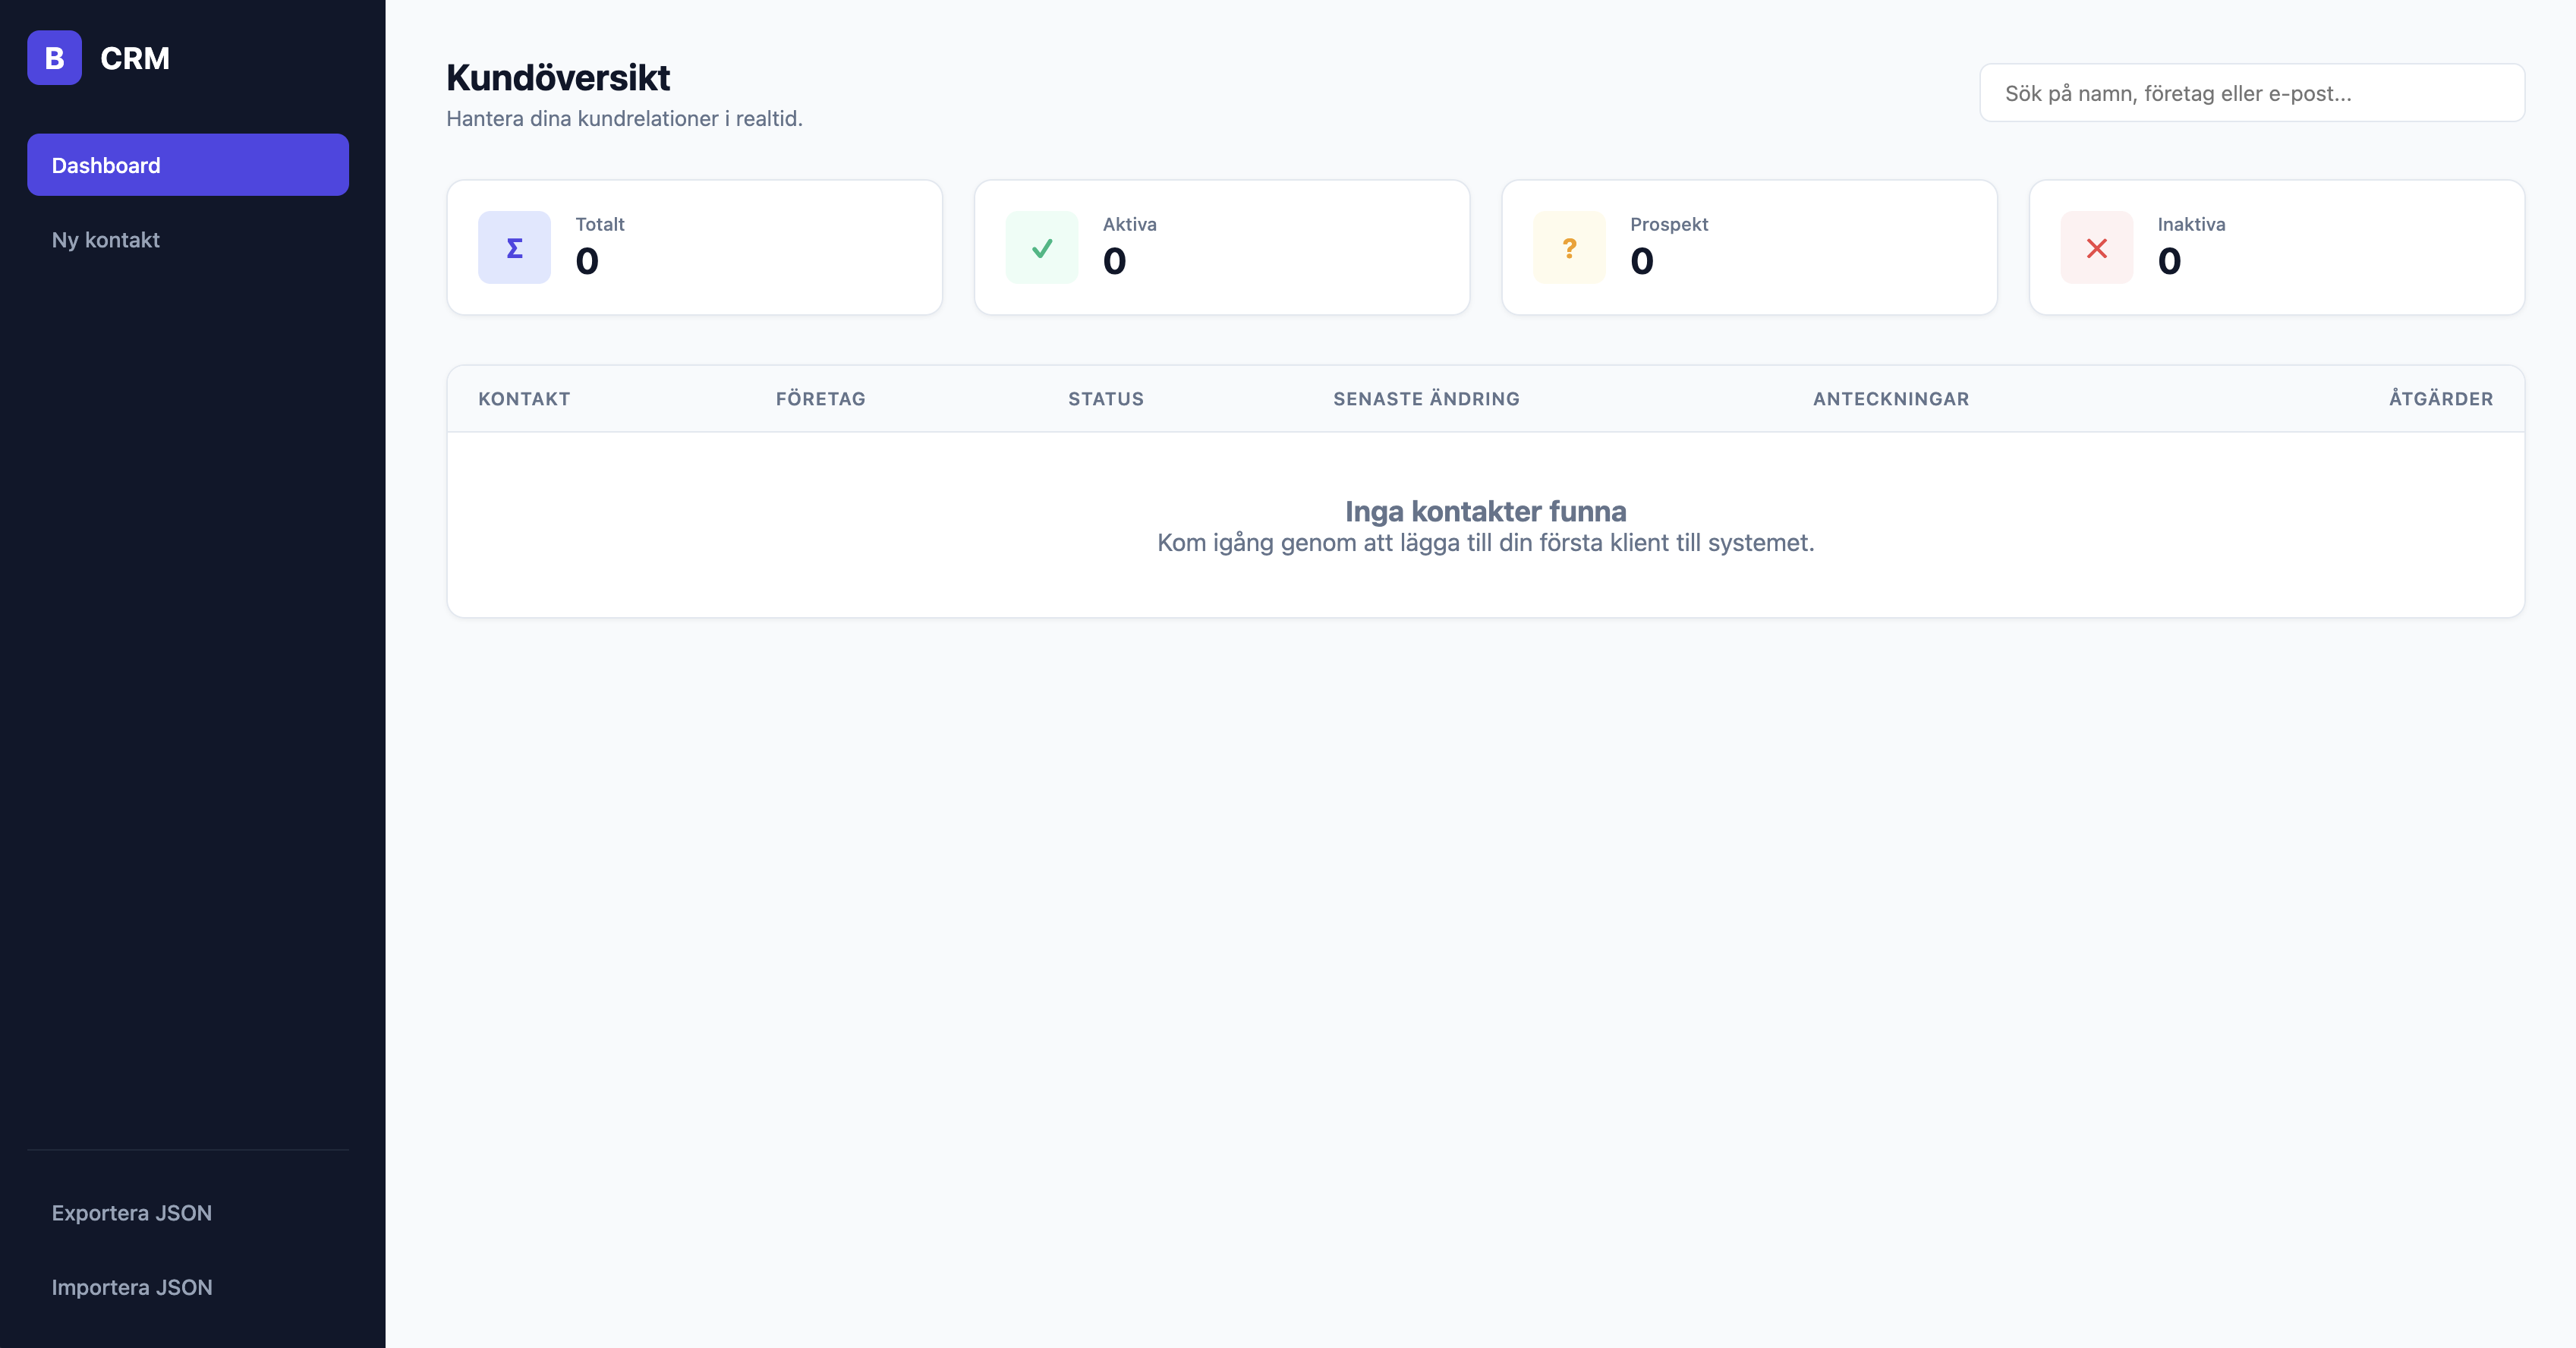 B CRM
Dashboard
Ny kontakt
Exportera JSON
Importera JSON
Kundöversikt
Hantera dina kundrelationer i realtid.
Sök på namn, företag eller e-post...
Σ Totalt
0
✓ Aktiva
0
? Prospekt
0
✕ Inaktiva
0
KONTAKT FÖRETAG STATUS SENASTE ÄNDRING ANTECKNINGAR ÅTGÄRDER
Inga kontakter funna
Kom igång genom att lägga till din första klient till systemet.